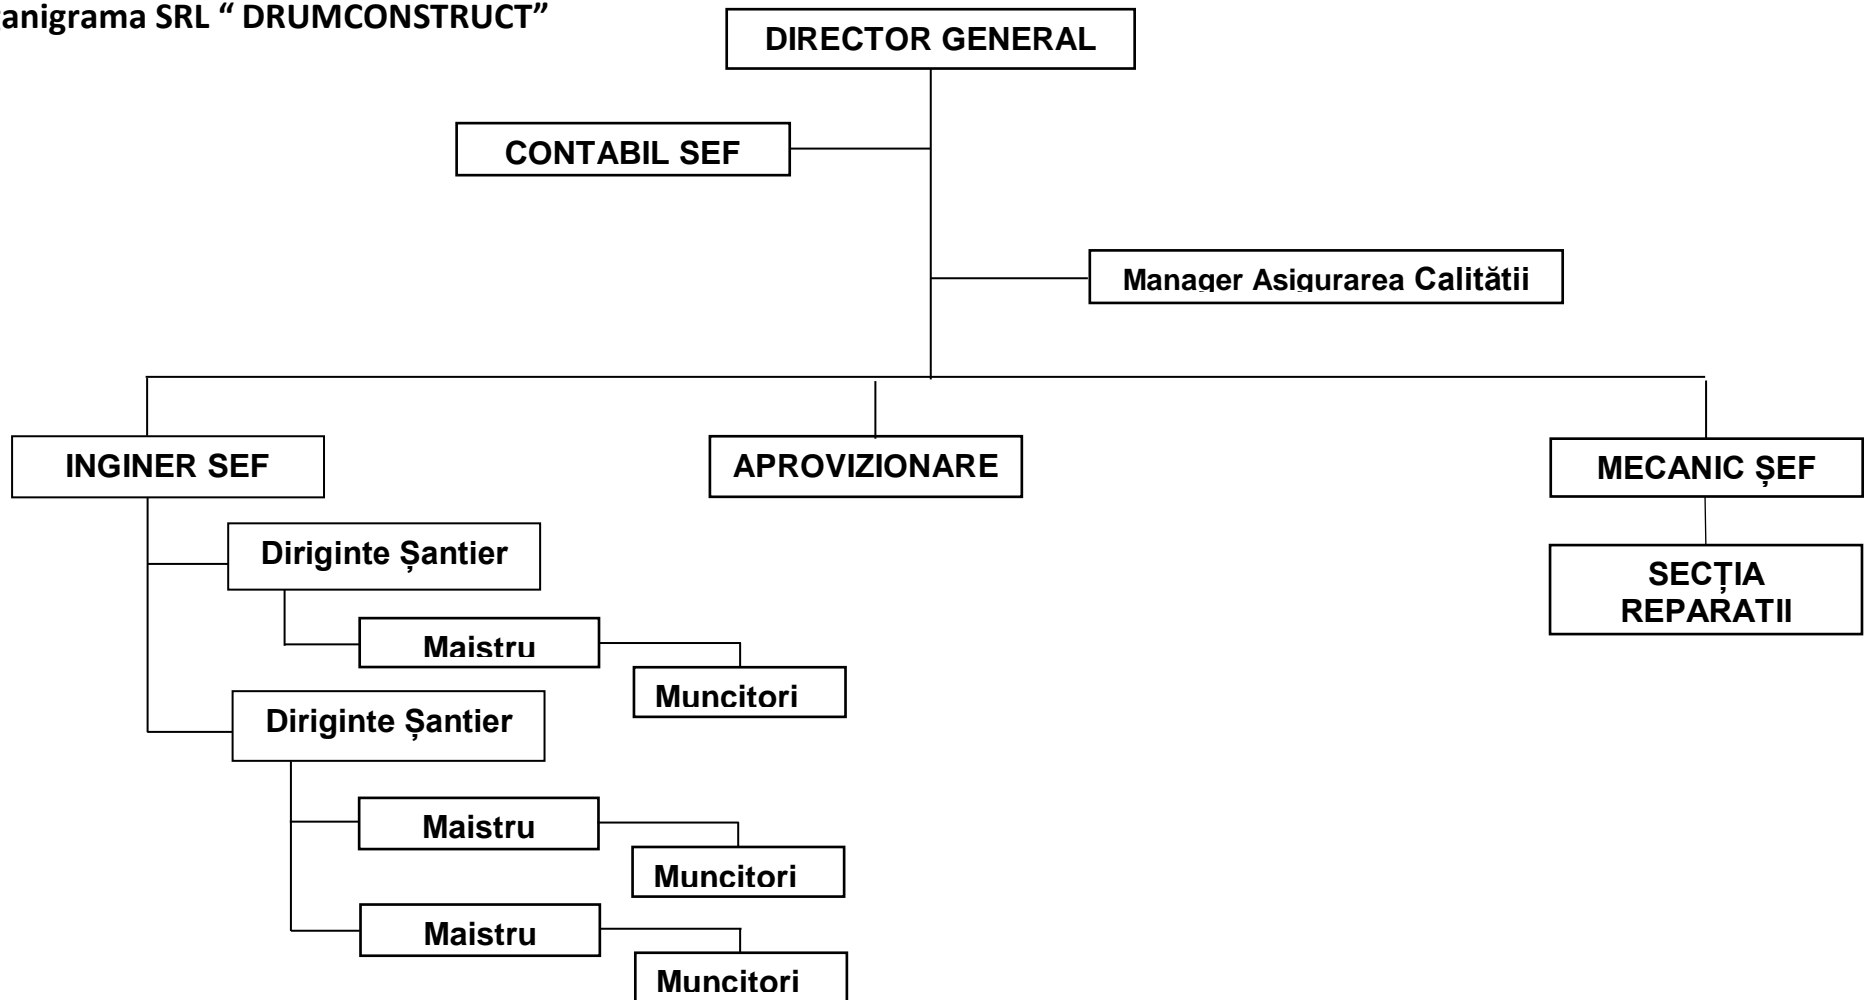 anigrama SRL “ DRUMCONSTRUCT”
DIRECTOR GENERAL
CONTABIL SEF
Manager Asigurarea Calitătii
INGINER SEF
APROVIZIONARE
MECANIC ȘEF
Diriginte Șantier
SECȚIA
REPARATII
Maistru
Muncitori
Diriginte Șantier
Maistru
Muncitori
Maistru
Muncitori